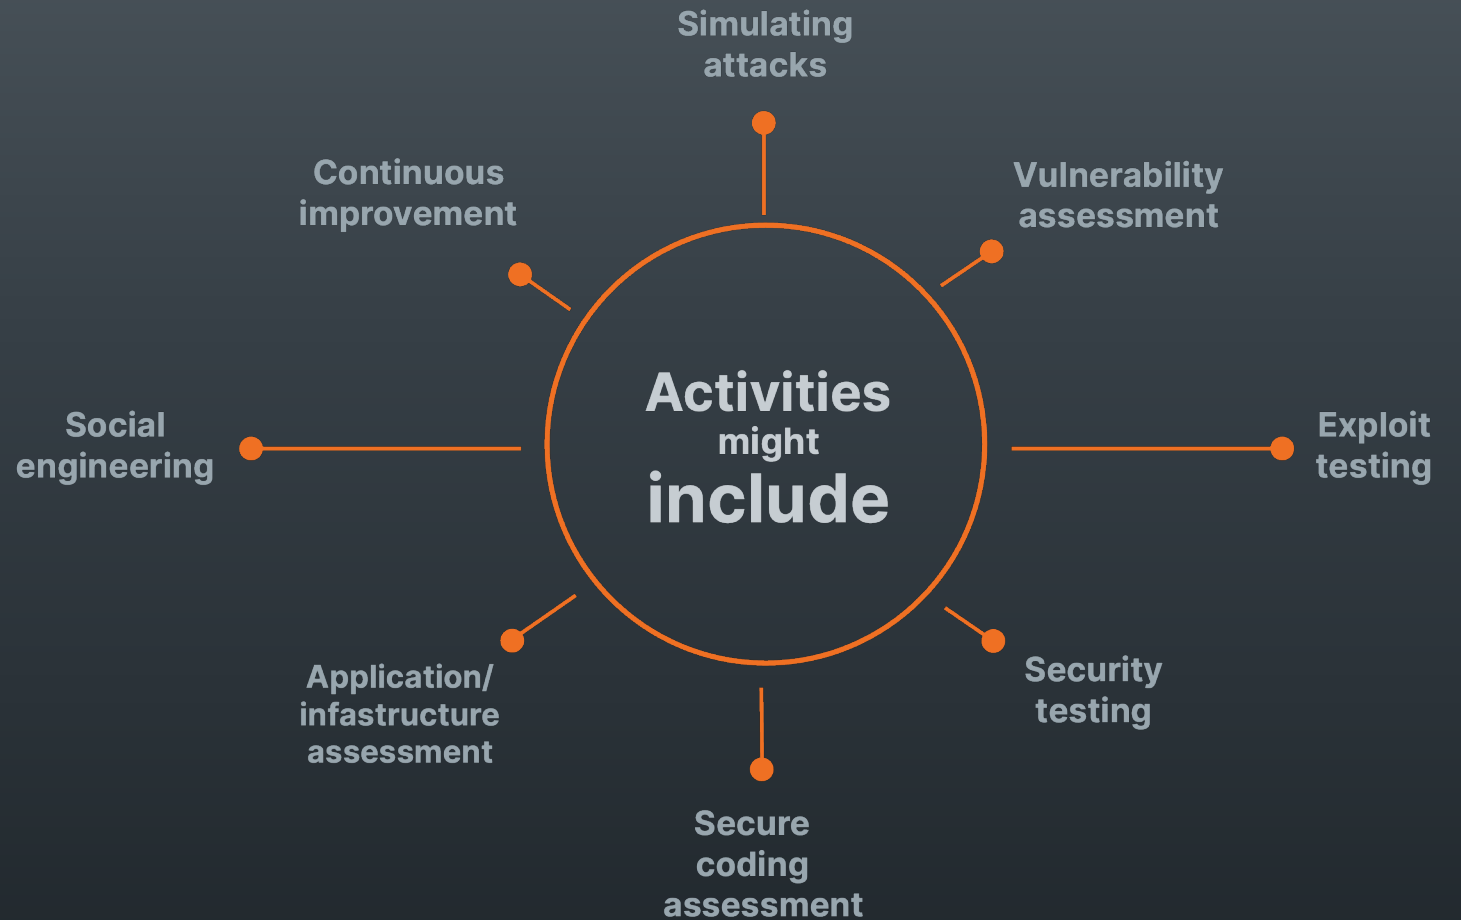 Simulating
attacks
Continuous
improvement
Vulnerability
assessment
Activities
might
include
Social
engineering
Exploit
testing
Application/
infastructure
assessment
Security
testing
Secure
coding
assessment